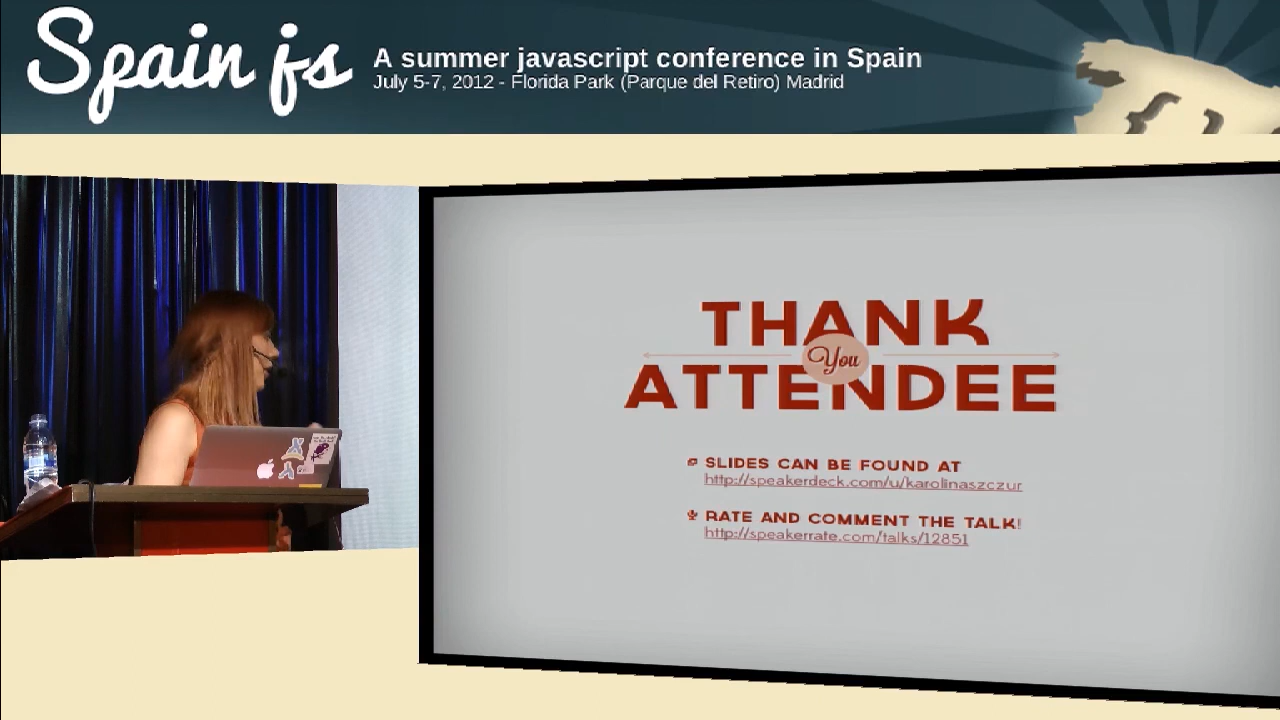 Spain js
A summer javascript conference in Spain
July 5-7, 2012 - Florida Park (Parque del Retiro) Madrid
{ }
THANK
You
ATTENDEE
SLIDES CAN BE FOUND AT
http://speakerdeck.com/u/karolinaszczur
RATE AND COMMENT THE TALK!
http://speakerrate.com/talks/12851